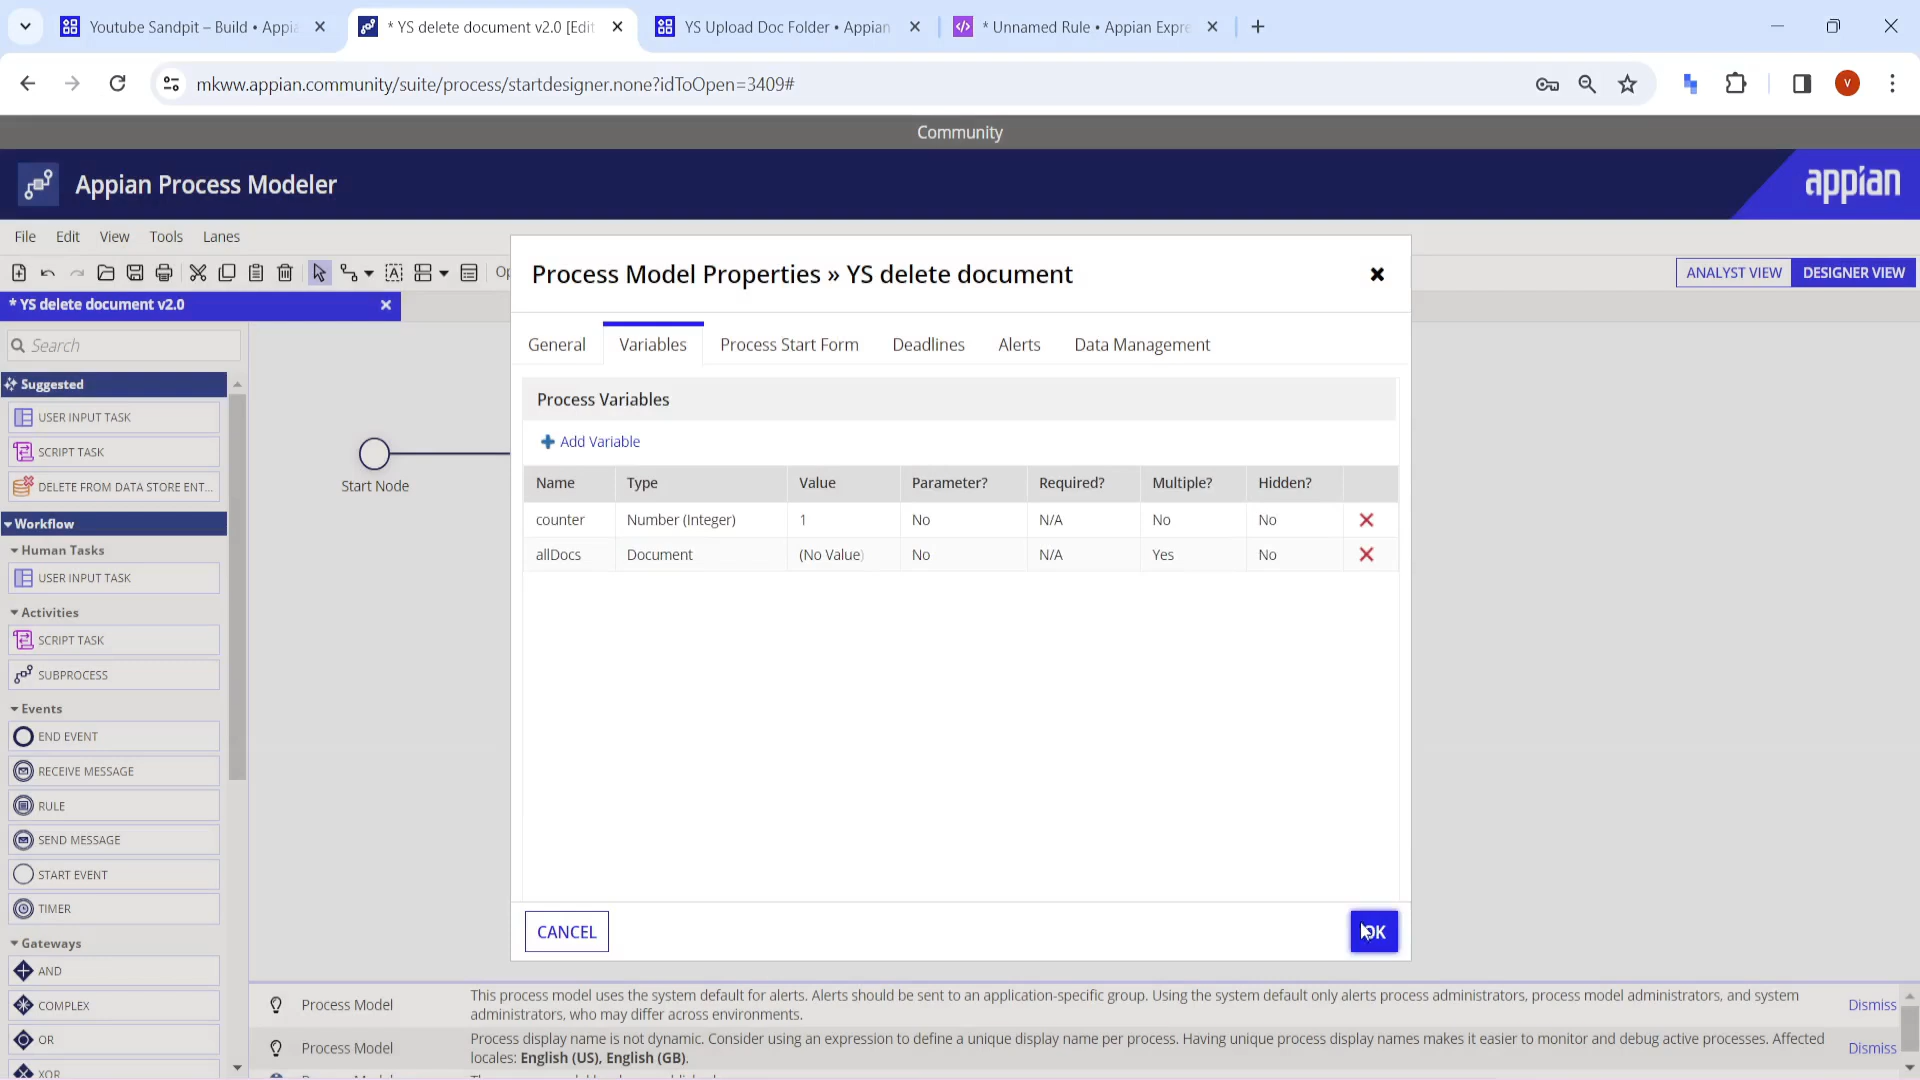 Youtube Sandpit – Build • Appia
* YS delete document v2.0 [Edit
YS Upload Doc Folder • Appian
* Unnamed Rule • Appian Expre
mkww.appian.community/suite/process/startdesigner.none?idToOpen=3409#
V
Community
Appian Process Modeler
appian
File Edit View Tools Lanes
Op
ANALYST VIEW DESIGNER VIEW
* YS delete document v2.0
Search
Suggested
USER INPUT TASK
SCRIPT TASK
DELETE FROM DATA STORE ENT...
Workflow
Human Tasks
USER INPUT TASK
Activities
SCRIPT TASK
SUBPROCESS
Events
END EVENT
RECEIVE MESSAGE
RULE
SEND MESSAGE
START EVENT
TIMER
Gateways
AND
COMPLEX
OR
XOR
Start Node
Process Model Properties » YS delete document
General Variables Process Start Form Deadlines Alerts Data Management
Process Variables
Add Variable
Name Type Value Parameter? Required? Multiple? Hidden?
counter Number (Integer) 1 No N/A No No
allDocs Document (No Value) No N/A Yes No
CANCEL
OK
Process Model
This process model uses the system default for alerts. Alerts should be sent to an application-specific group. Using the system default only alerts process administrators, process model administrators, and system
administrators, who may differ across environments.
Dismiss
Process Model
Process display name is not dynamic. Consider using an expression to define a unique display name per process. Having unique process display names makes it easier to monitor and debug active processes. Affected
locales: English (US), English (GB).
Dismiss